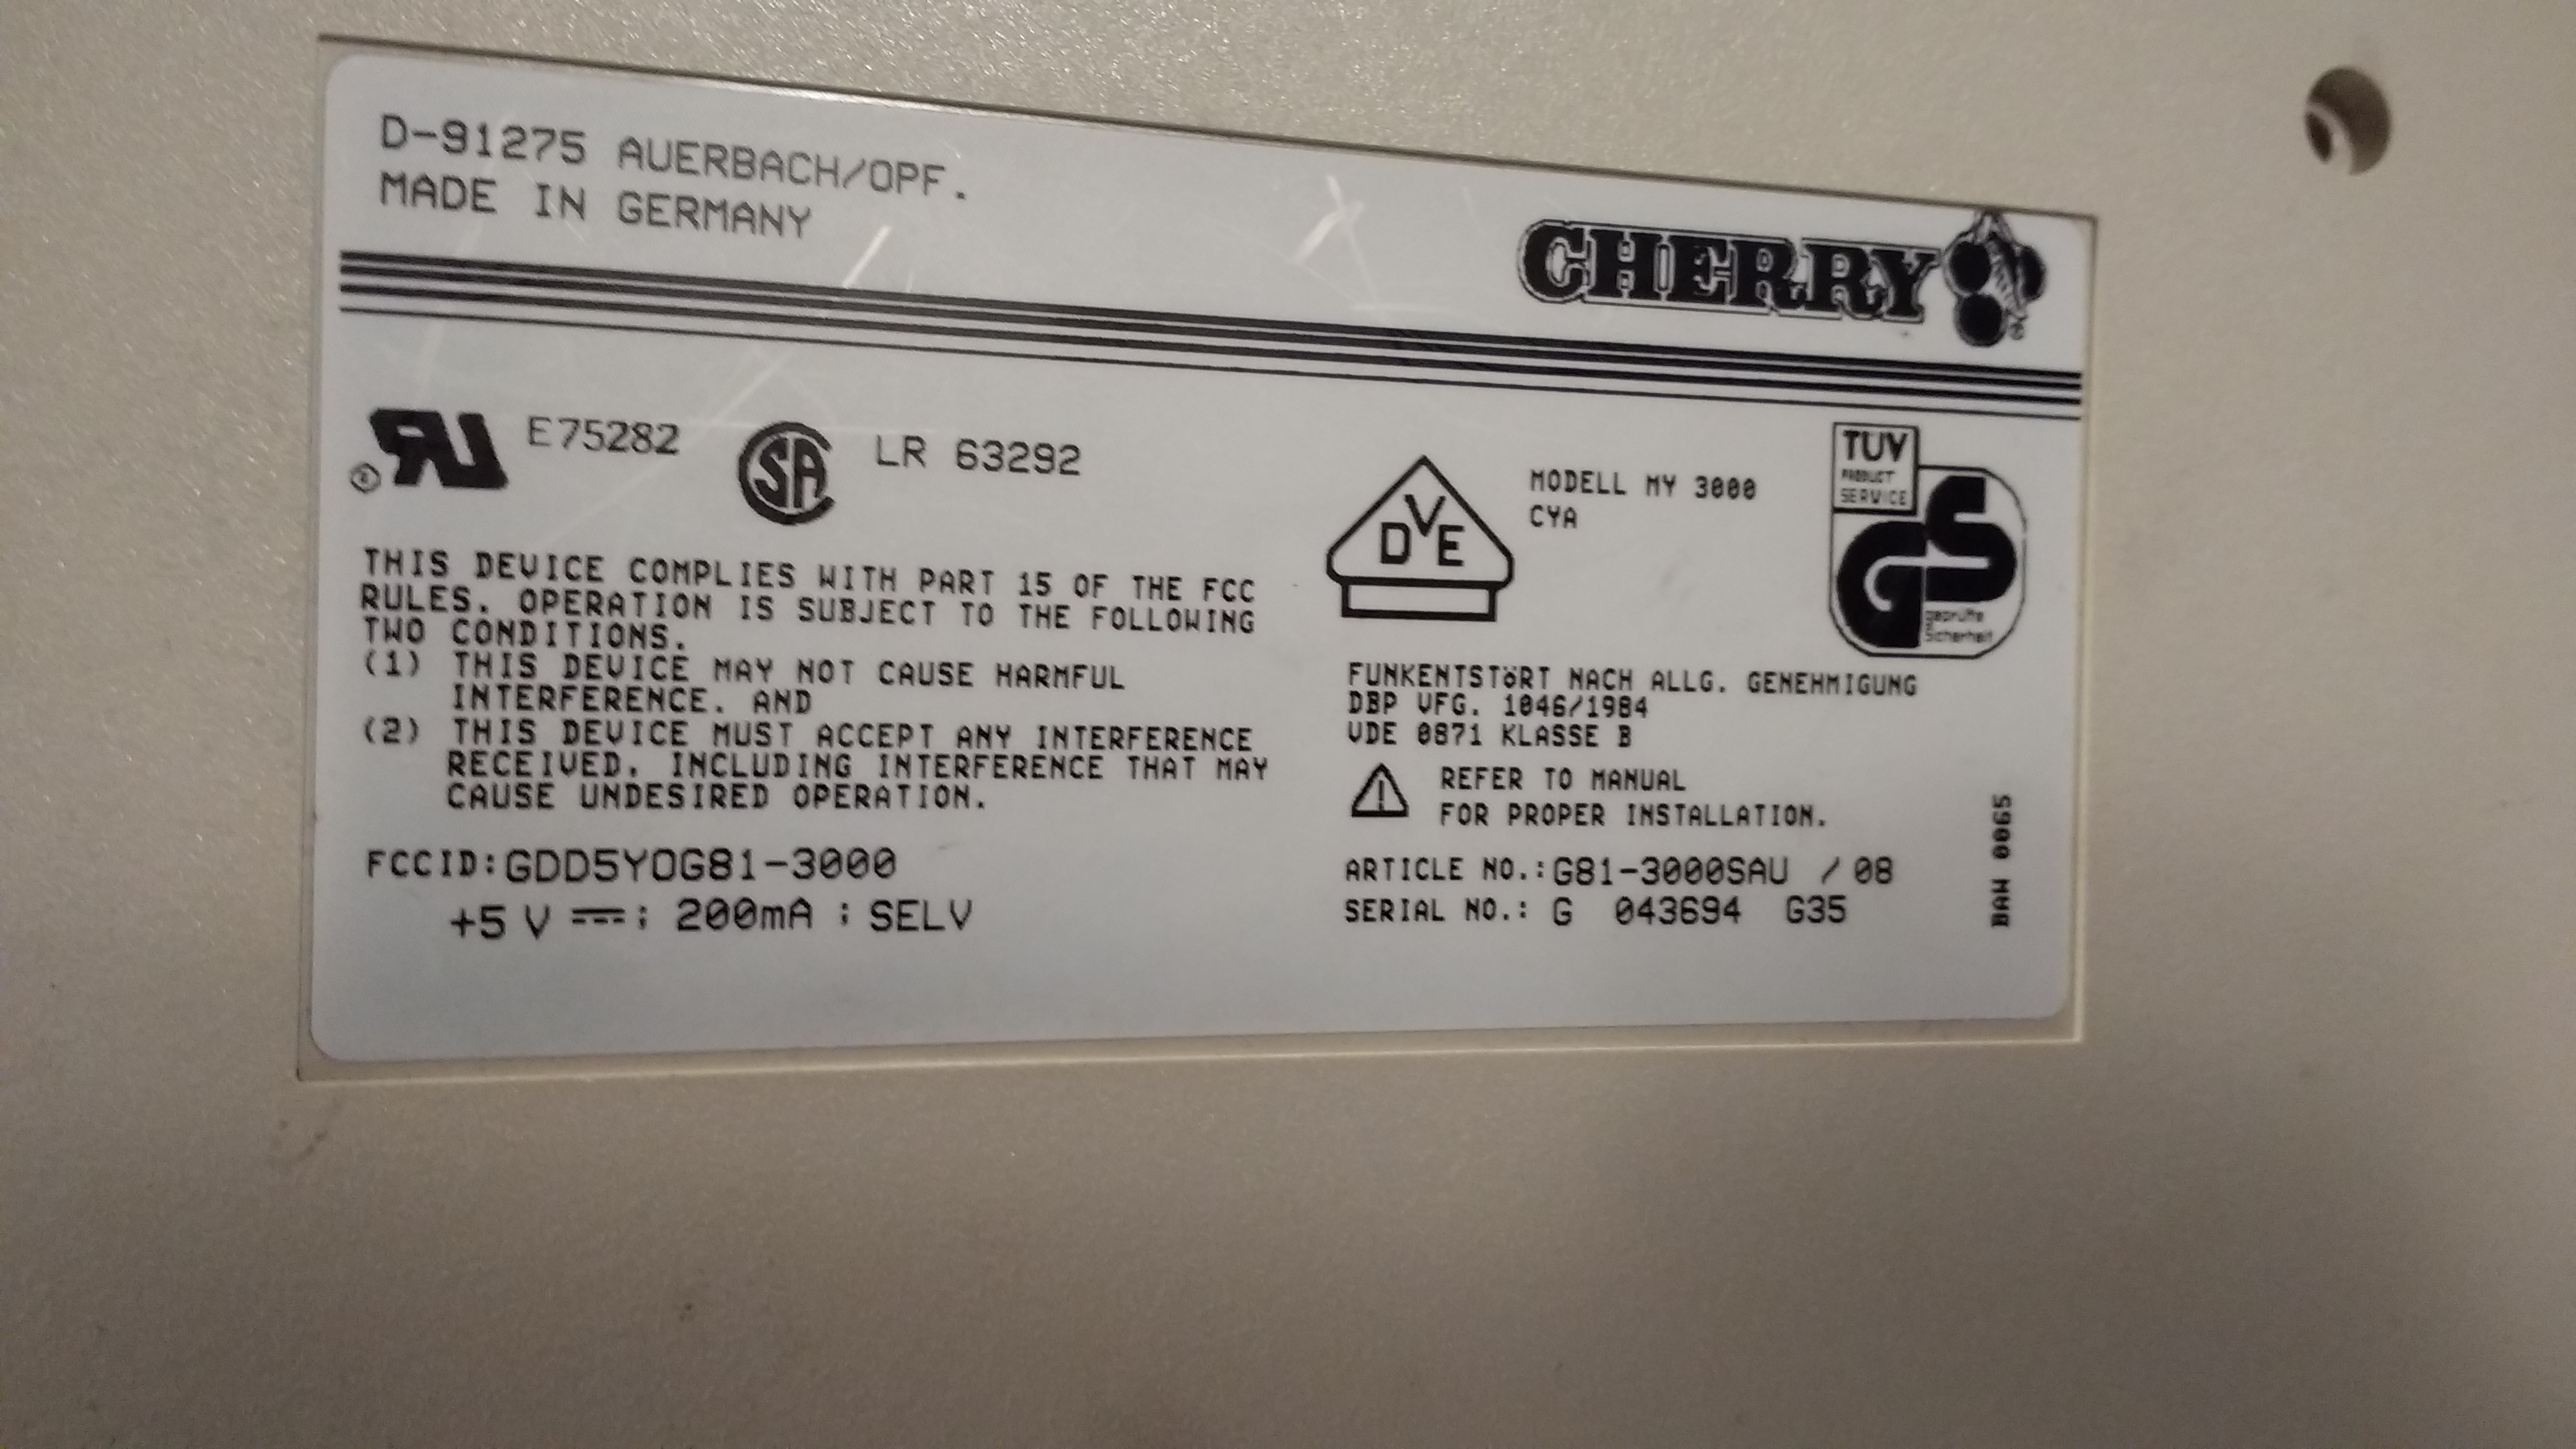 D-91275 AUERBACH/OPF.
MADE IN GERMANY
CHERRY
®
E75282
SA
LR 63292
DVE
MODELL MY 3000
CYA
TUV
PRODUCT
SERVICE
GS
geprüfte
Sicherheit
THIS DEVICE COMPLIES WITH PART 15 OF THE FCC
RULES. OPERATION IS SUBJECT TO THE FOLLOWING
TWO CONDITIONS.
(1) THIS DEVICE MAY NOT CAUSE HARMFUL
INTERFERENCE. AND
(2) THIS DEVICE MUST ACCEPT ANY INTERFERENCE
RECEIVED. INCLUDING INTERFERENCE THAT MAY
CAUSE UNDESIRED OPERATION.
FCCID:GDD5YOG81-3000
+5 V ⎓; 200mA ; SELV
FUNKENTSTöRT NACH ALLG. GENEHMIGUNG
DBP VFG. 1046/1984
VDE 0871 KLASSE B
REFER TO MANUAL
FOR PROPER INSTALLATION.
ARTICLE NO.:G81-3000SAU /08
SERIAL NO.: G 043694 G35